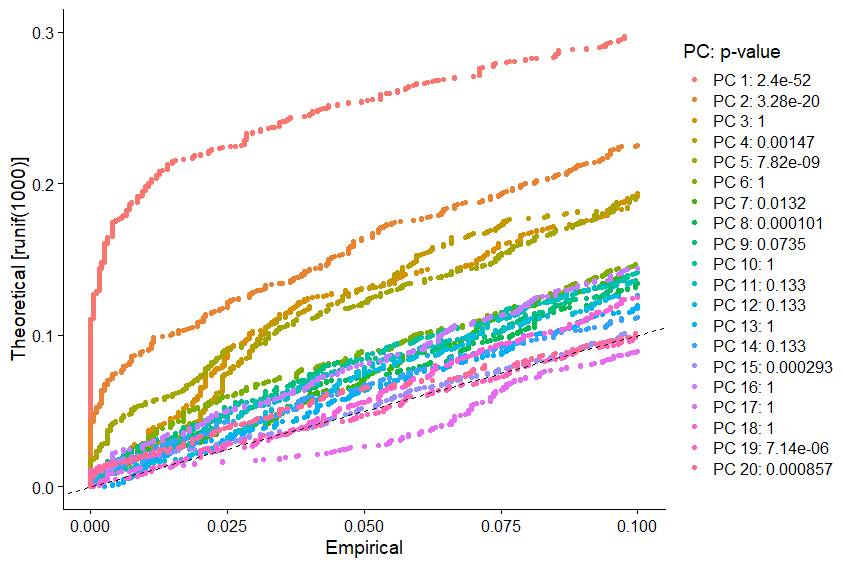 Theoretical [runif(1000)]
0.3
0.2
0.1
0.0
0.000 0.025 0.050 0.075 0.100
Empirical
PC: p-value
PC 1: 2.4e-52
PC 2: 3.28e-20
PC 3: 1
PC 4: 0.00147
PC 5: 7.82e-09
PC 6: 1
PC 7: 0.0132
PC 8: 0.000101
PC 9: 0.0735
PC 10: 1
PC 11: 0.133
PC 12: 0.133
PC 13: 1
PC 14: 0.133
PC 15: 0.000293
PC 16: 1
PC 17: 1
PC 18: 1
PC 19: 7.14e-06
PC 20: 0.000857